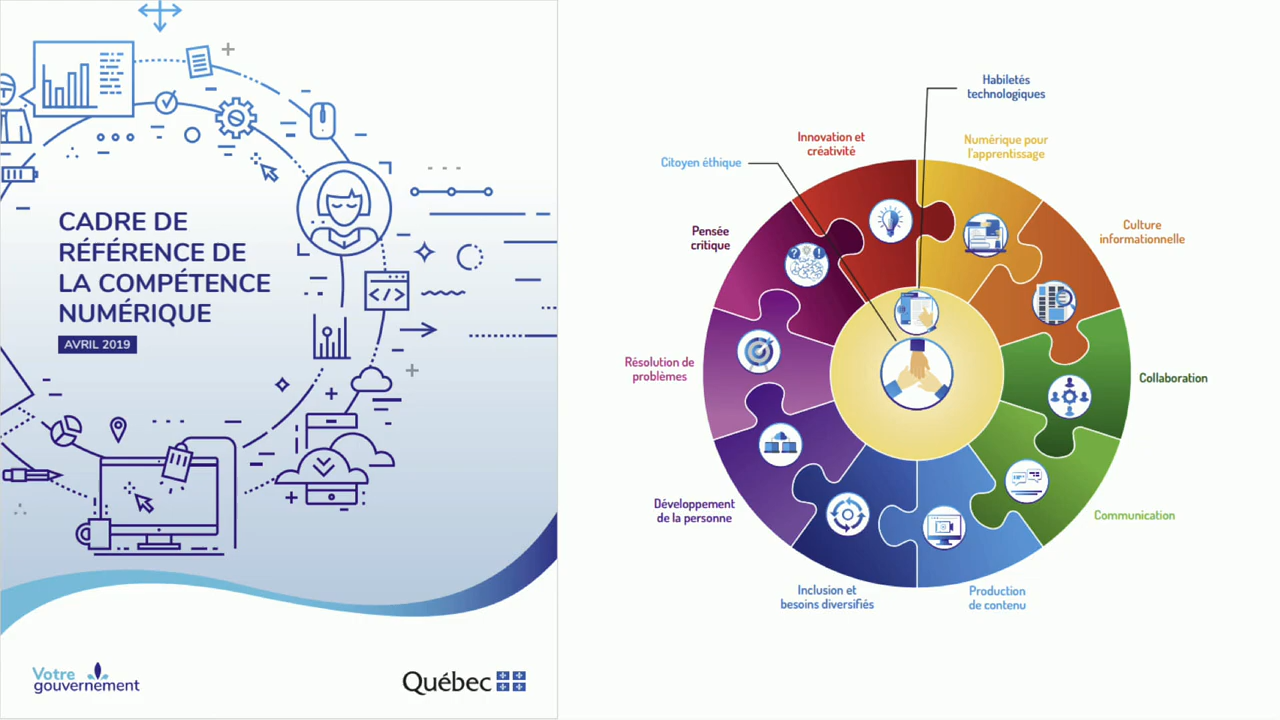 CADRE DE
RÉFÉRENCE DE
LA COMPÉTENCE
NUMÉRIQUE
AVRIL 2019
Votre
gouvernement
Québec
Habiletés
technologiques
Innovation et
créativité
Numérique pour
l'apprentissage
Citoyen éthique
Pensée
critique
Culture
informationnelle
Résolution de
problèmes
Collaboration
Développement
de la personne
Communication
Inclusion et
besoins diversifiés
Production
de contenu